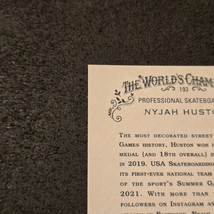 The World's Cham
193
PROFESSIONAL SKATEBOA
NYJAH HUSTO
The most decorated street
Games history, Huston won
medal (and 18th overall)
in 2019. USA Skateboarding
its first-ever national team
of the sport's Summer Ga
2021. With more than
followers on Instagram